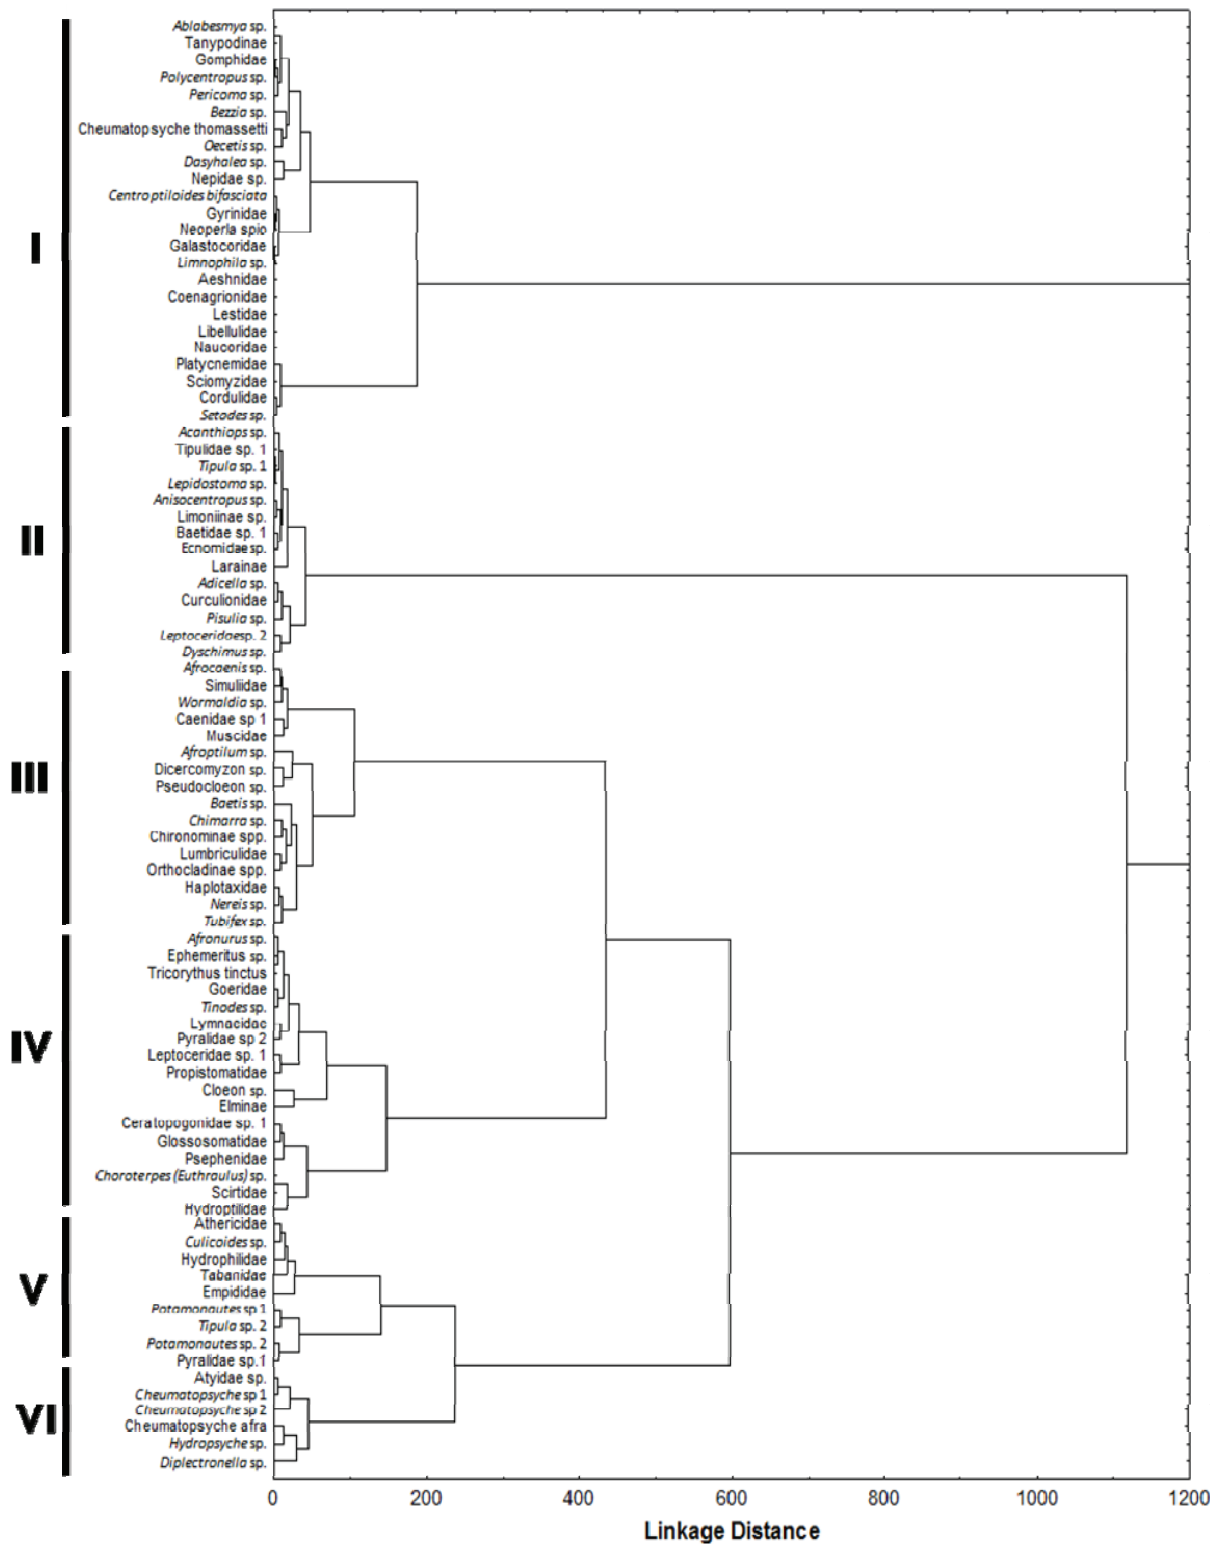 Ablabesmya sp.
Tanypodinae
Gomphidae
Polycentropus sp.
Pericoma sp.
Bezzia sp.
Cheumatopsyche thomassetti
Oecetis sp.
Dasyhalea sp.
Nepidae sp.
Centroptiloides bifasciata
Gyrinidae
Neoperla spio
Galastocoridae
Limnophila sp.
Aeshnidae
Coenagrionidae
Lestidae
Libellulidae
Naucoridae
Platycnemidae
Sciomyzidae
Cordulidae
Setodes sp.
I
Acanthiops sp.
Tipulidae sp. 1
Tipula sp. 1
Lepidostoma sp.
Anisocentropus sp.
Limoniinae sp.
Baetidae sp. 1
Ecnomidae sp.
Larainae
Adicella sp.
Curculionidae
Pisulia sp.
Leptoceridae sp. 2
Dyschimus sp.
II
Afrocaenis sp.
Simuliidae
Wormaldia sp.
Caenidae sp 1
Muscidae
Afroptilum sp.
Dicercomyzon sp.
Pseudocloeon sp.
Baetis sp.
Chimarra sp.
Chironominae spp.
Lumbriculidae
Orthocladinae spp.
Haplotaxidae
Nereis sp.
Tubifex sp.
III
Afronurus sp.
Ephemeritus sp.
Tricorythus tinctus
Goeridae
Tinodes sp.
Lymnacidae
Pyralidae sp 2
Leptoceridae sp. 1
Propistomatidae
Cloeon sp.
Elminae
Ceratopogonidae sp. 1
Glossosomatidae
Psephenidae
Choroterpes (Euthraulus) sp.
Scirtidae
Hydroptilidae
IV
Athericidae
Culicoides sp.
Hydrophilidae
Tabanidae
Empididae
Potamonautes sp 1
Tipula sp. 2
Potamonautes sp. 2
Pyralidae sp.1
V
Atyidae sp.
Cheumatopsyche sp 1
Cheumatopsyche sp 2
Cheumatopsyche afra
Hydropsyche sp.
Diplectronella sp.
VI
0 200 400 600 800 1000 1200
Linkage Distance